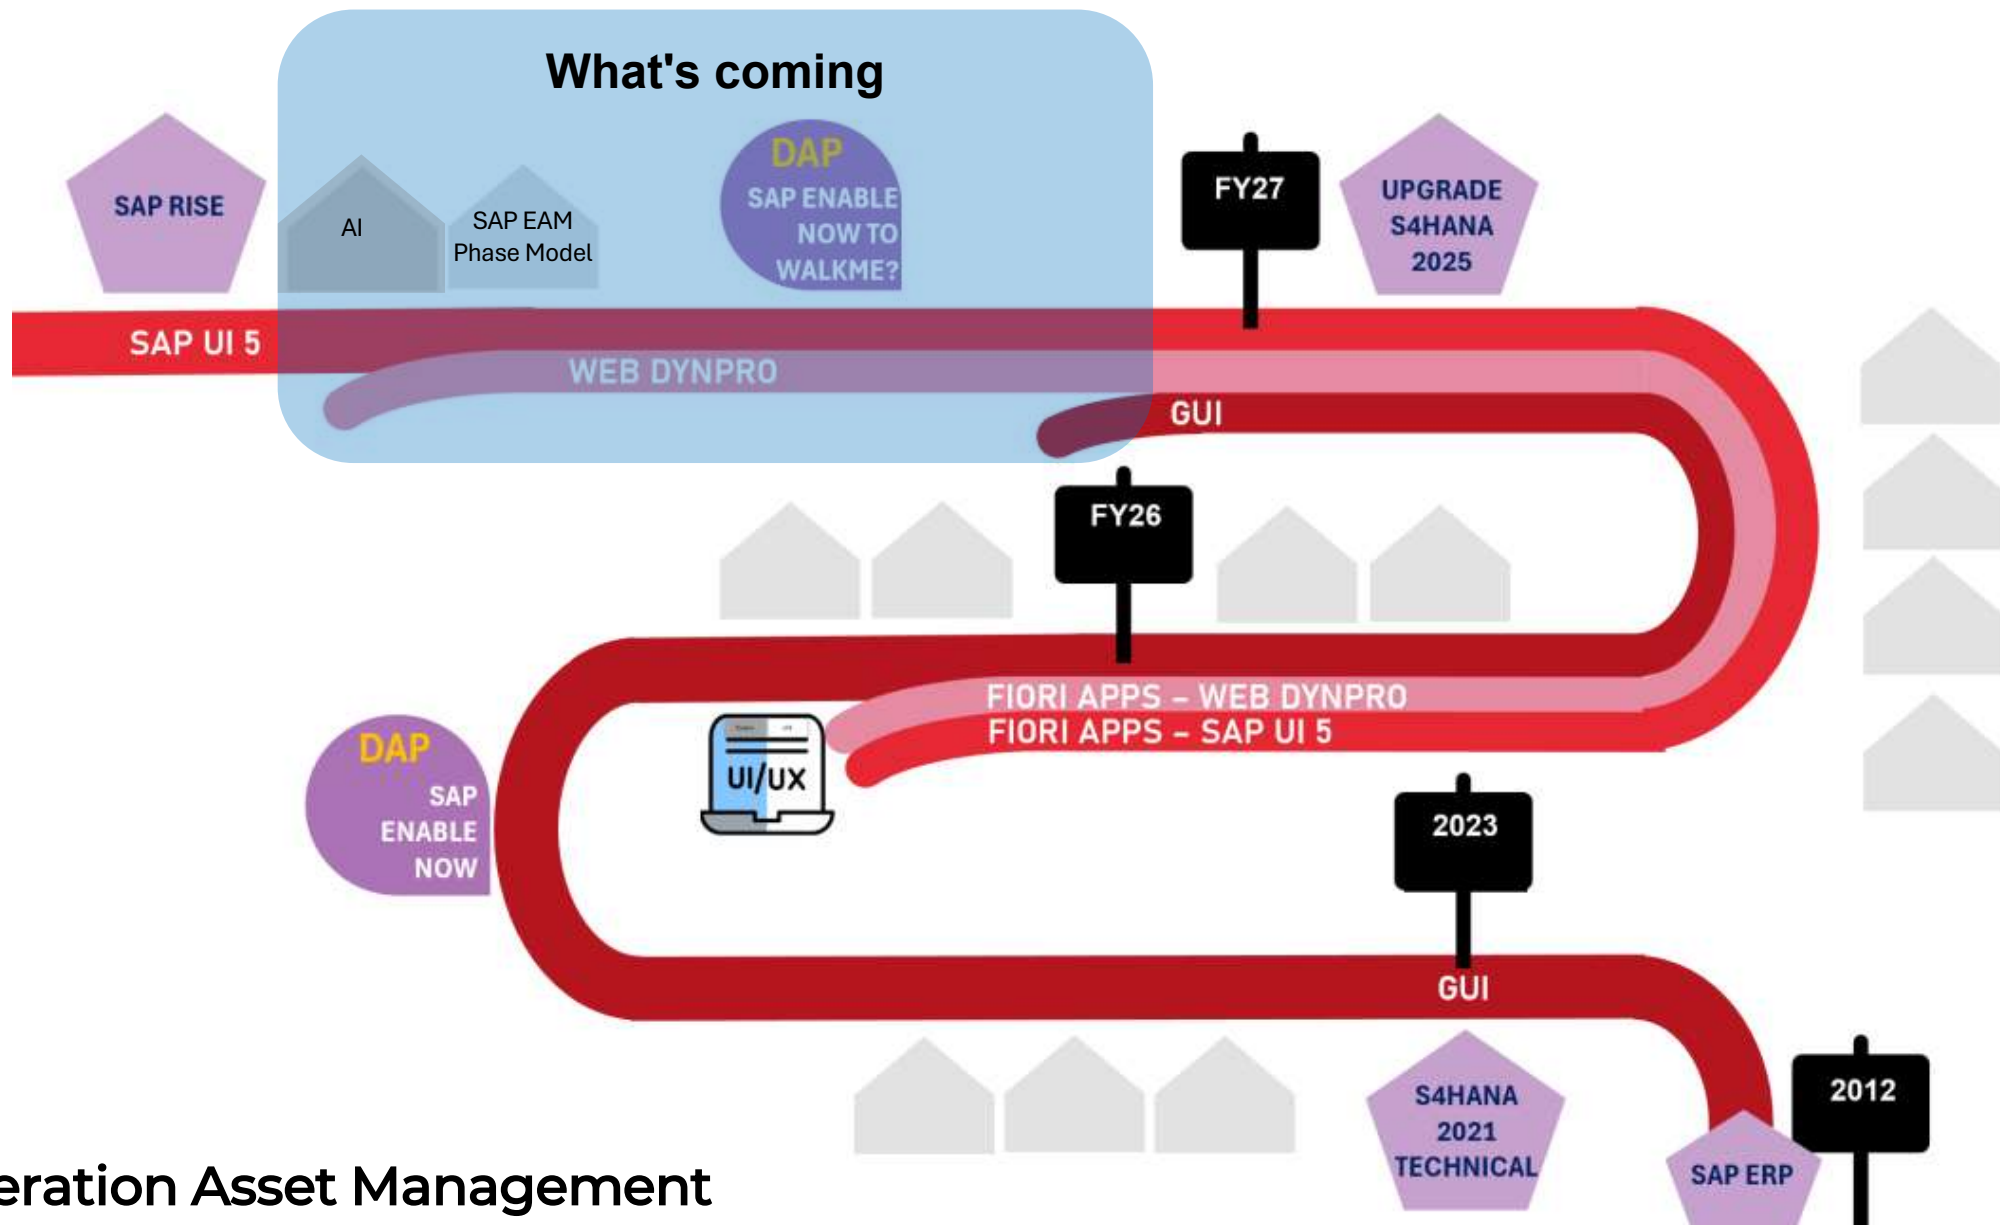 What's coming
SAP RISE
AI
SAP EAM
Phase Model
DAP
SAP ENABLE
NOW TO
WALKME?
FY27
UPGRADE
S4HANA
2025
SAP UI 5
WEB DYNPRO
GUI
FY26
FIORI APPS – WEB DYNPRO
FIORI APPS – SAP UI 5
DAP
SAP
ENABLE
NOW
UI/UX
2023
GUI
S4HANA
2021
TECHNICAL
2012
SAP ERP
eration Asset Management